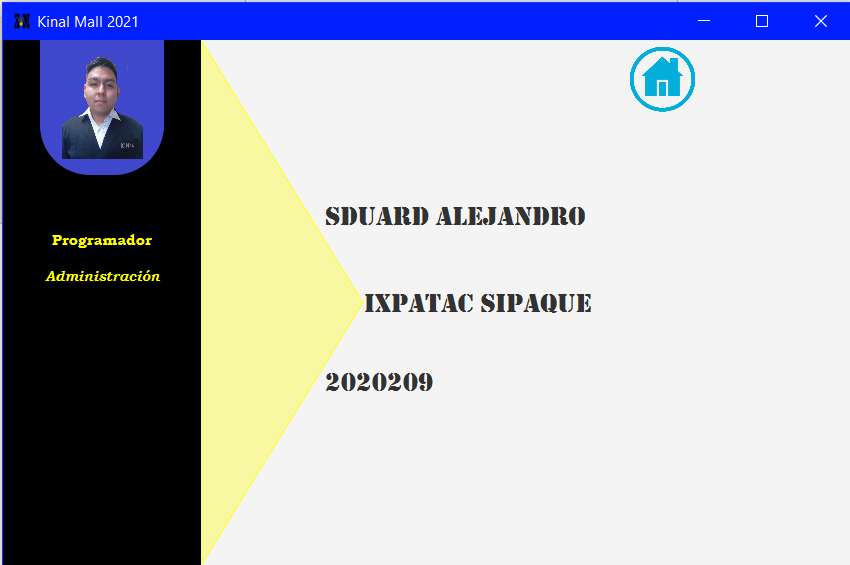 Kinal Mall 2021
Programador
Administración
SDUARD ALEJANDRO
IXPATAC SIPAQUE
2020209